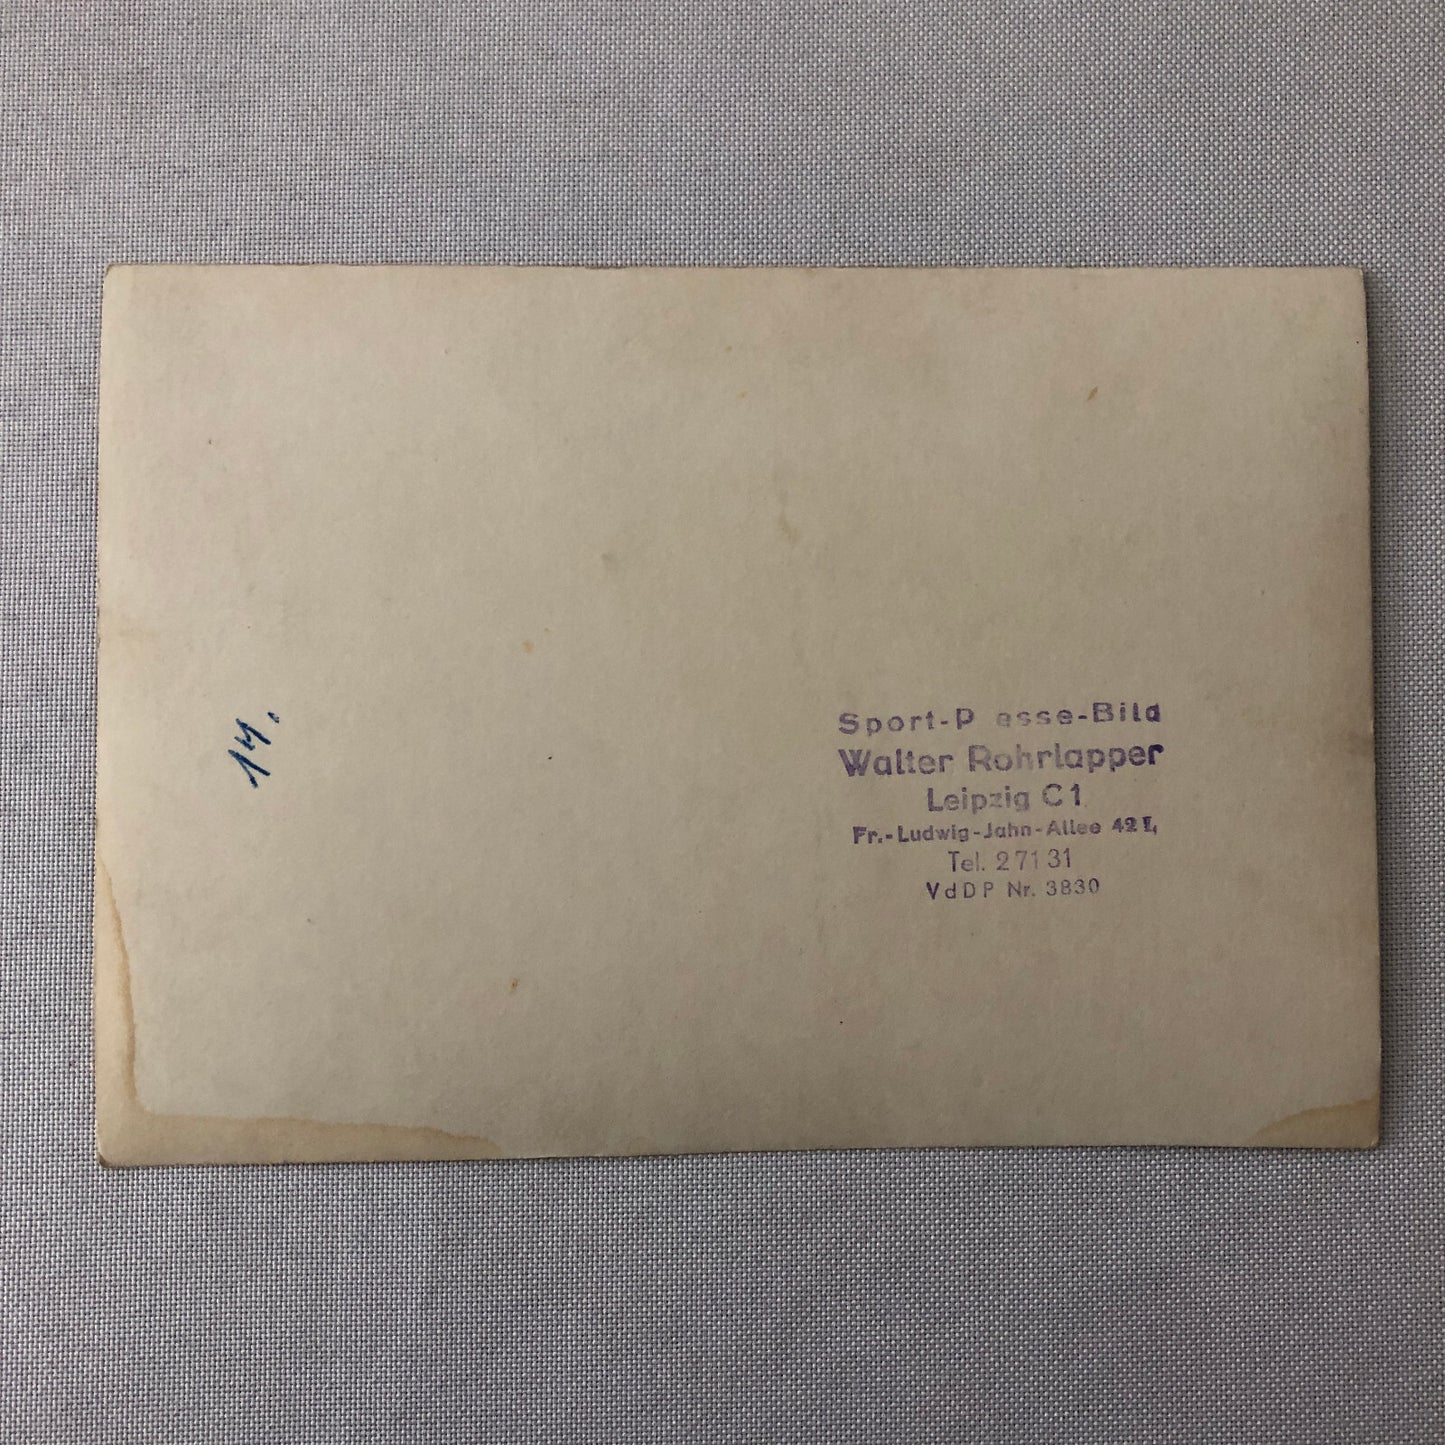 14.
Sport-P esse-Bild
Walter Rohrlapper
Leipzig C1
Fr.-Ludwig-Jahn-Allee 42 I,
Tel. 27131
VdDP Nr. 3830